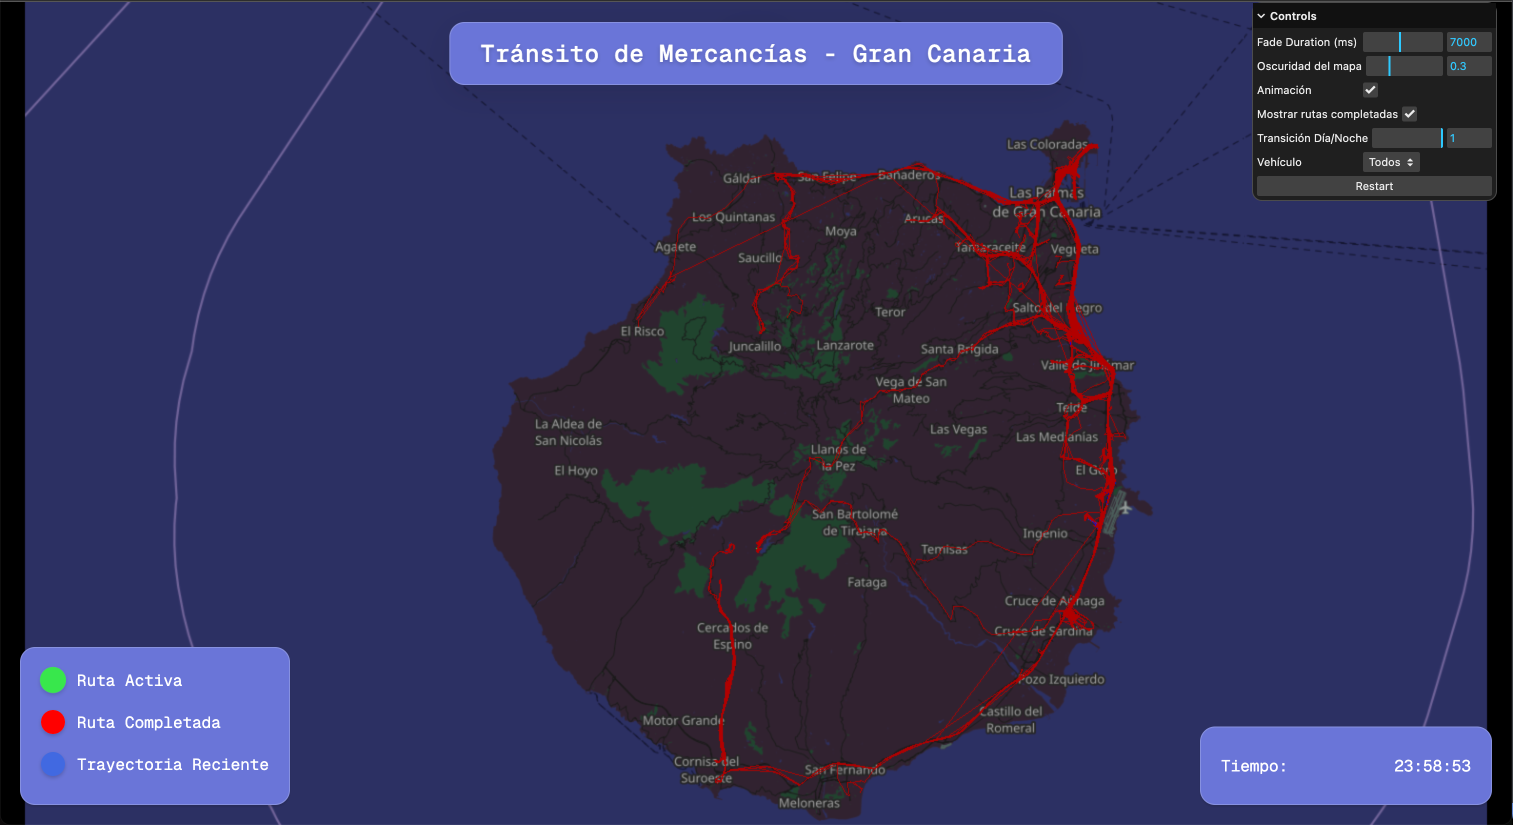 Tránsito de Mercancías - Gran Canaria
Controls
Fade Duration (ms) 7000
Oscuridad del mapa 0.3
Animación
Mostrar rutas completadas
Transición Día/Noche 1
Vehículo Todos
Restart
Las Coloradas
Gáldar
San Felipe
Bañaderos
Las Palmas
de Gran Canaria
Los Quintanas
Arucas
Moya
Agaete
Tamaraceite
Vegueta
Saucillo
Teror
Salto del Negro
El Risco
Juncalillo
Lanzarote
Santa Brígida
Valle de Jinámar
Vega de San
Mateo
Telde
La Aldea de
San Nicolás
Las Vegas
Las Medianías
Llanos de
la Pez
El Hoyo
El Goro
San Bartolomé
de Tirajana
Ingenio
Temisas
Fataga
Cruce de Arinaga
Cercados de
Espino
Cruce de Sardina
Pozo Izquierdo
Castillo del
Romeral
Motor Grande
Cornisa del
Suroeste
San Fernando
Meloneras
Ruta Activa
Ruta Completada
Trayectoria Reciente
Tiempo: 23:58:53